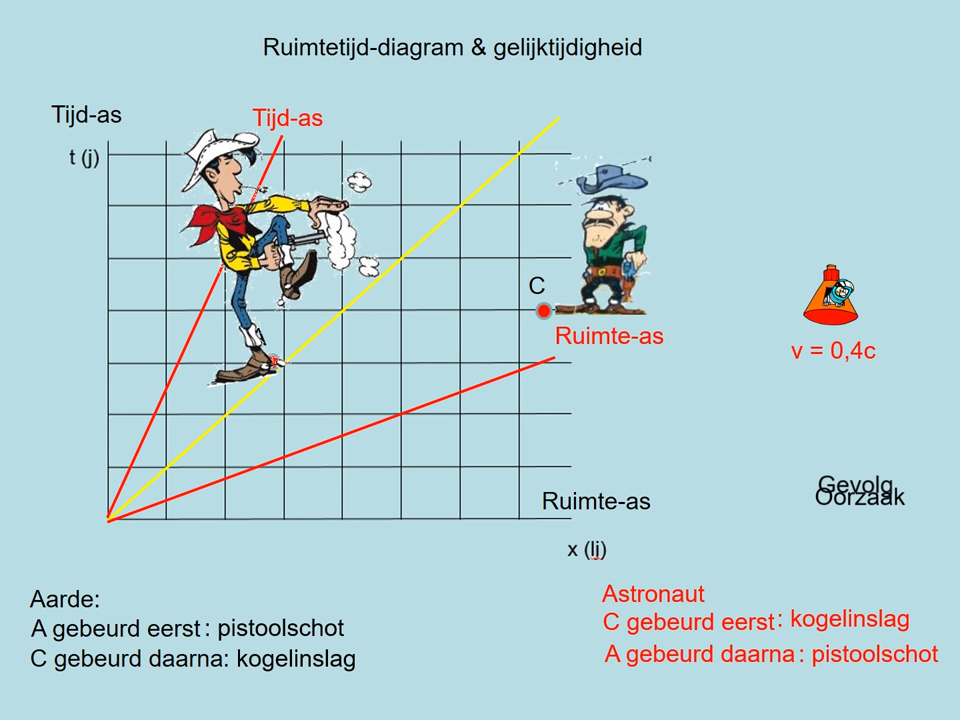 Ruimtetijd-diagram & gelijktijdigheid
Tijd-as
Tijd-as
t (j)
C
Ruimte-as
v = 0,4c
Gevolg
Oorzaak
Ruimte-as
x (lj)
Aarde:
A gebeurd eerst : pistoolschot
C gebeurd daarna: kogelinslag
Astronaut
C gebeurd eerst : kogelinslag
A gebeurd daarna : pistoolschot